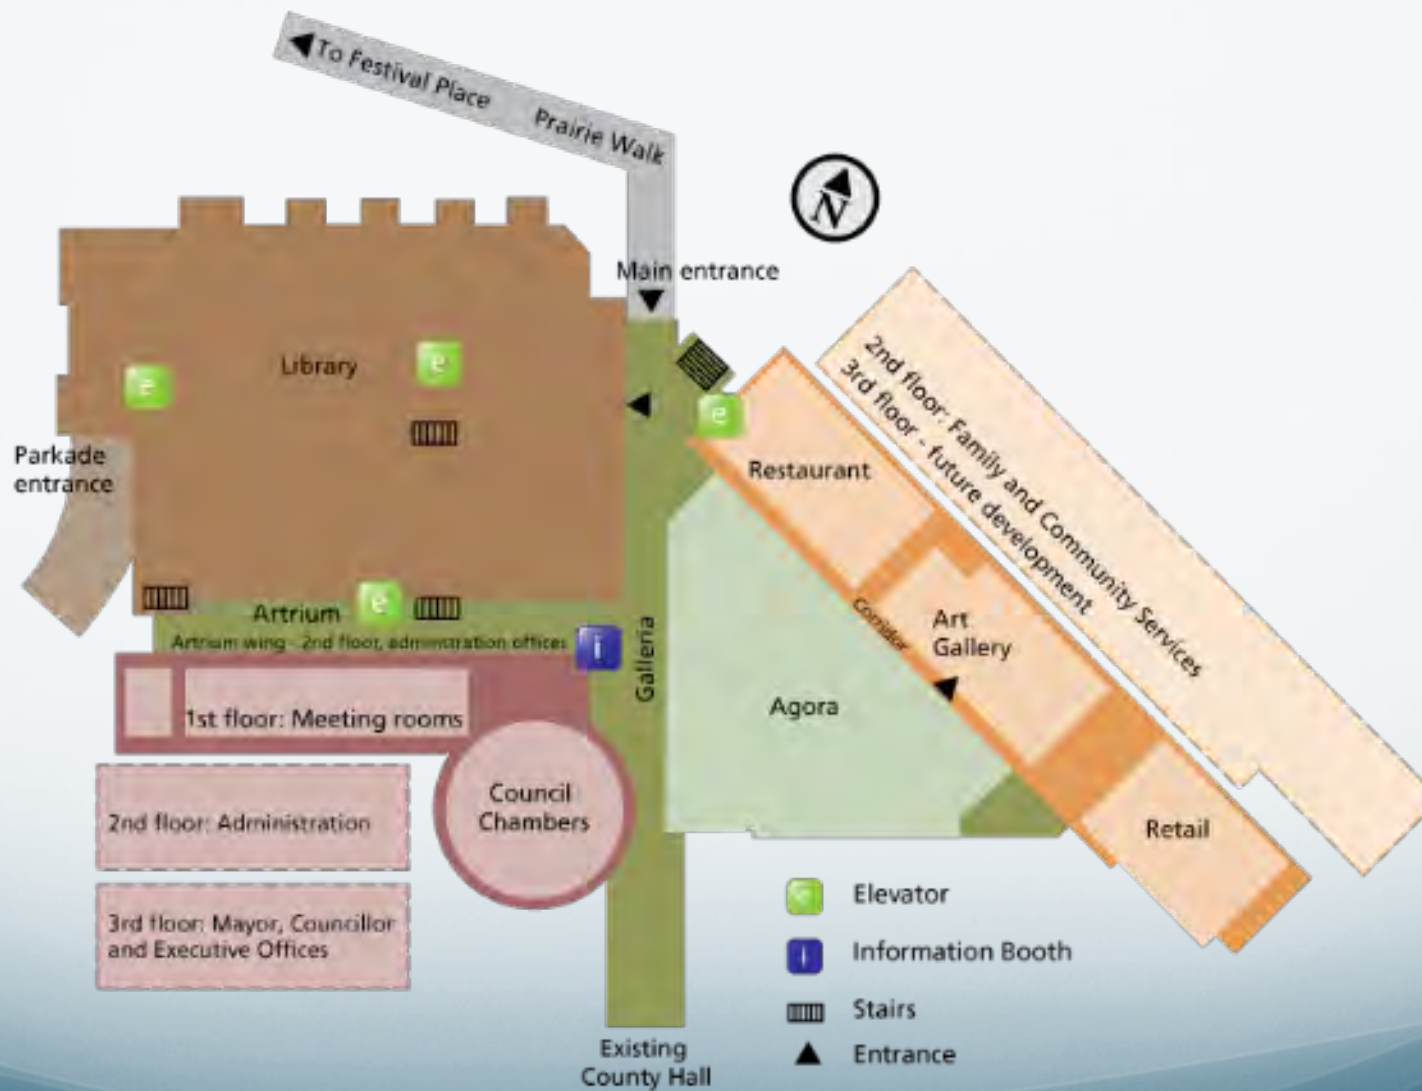 To Festival Place
Prairie Walk
N
Main entrance
Library
e
e
e
Parkade
entrance
Restaurant
2nd floor: Family and Community Services
3rd floor - future development
Artrium
e
Artrium wing - 2nd floor, administration offices
i
Galleria
Corridor
Art
Gallery
Agora
1st floor: Meeting rooms
Council
Chambers
2nd floor: Administration
Retail
3rd floor: Mayor, Councillor
and Executive Offices
e Elevator
i Information Booth
Stairs
Entrance
Existing
County Hall